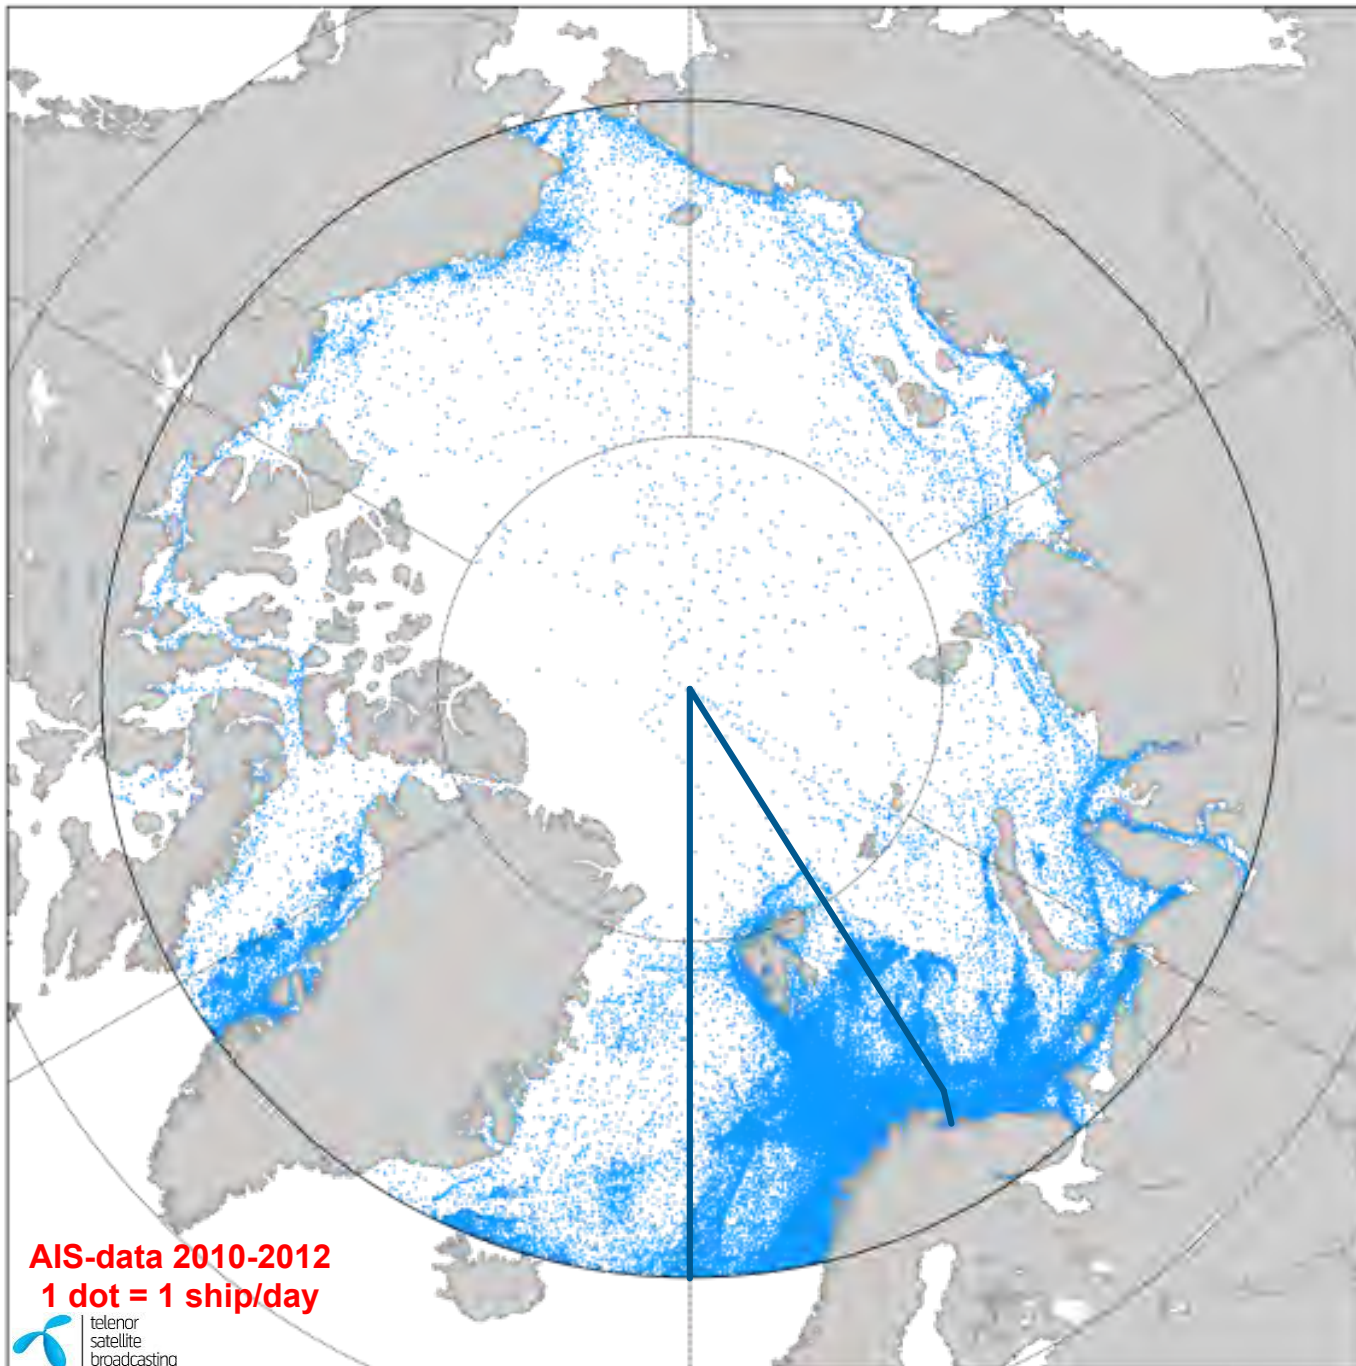 AIS-data 2010-2012
1 dot = 1 ship/day
telenor
satellite
broadcasting